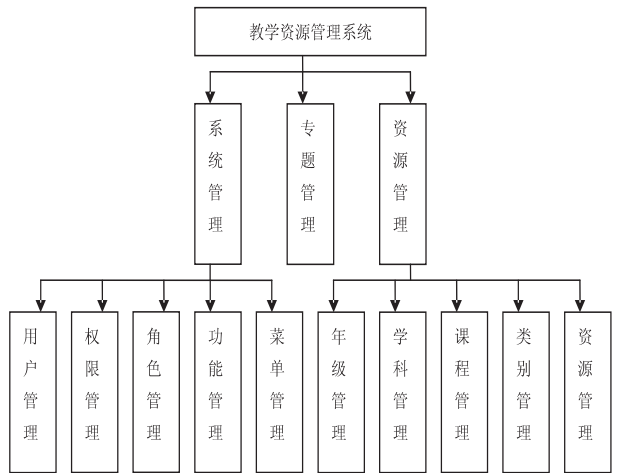 教学资源管理系统
系统管理
专题管理
资源管理
用户管理
权限管理
角色管理
功能管理
菜单管理
年级管理
学科管理
课程管理
类别管理
资源管理